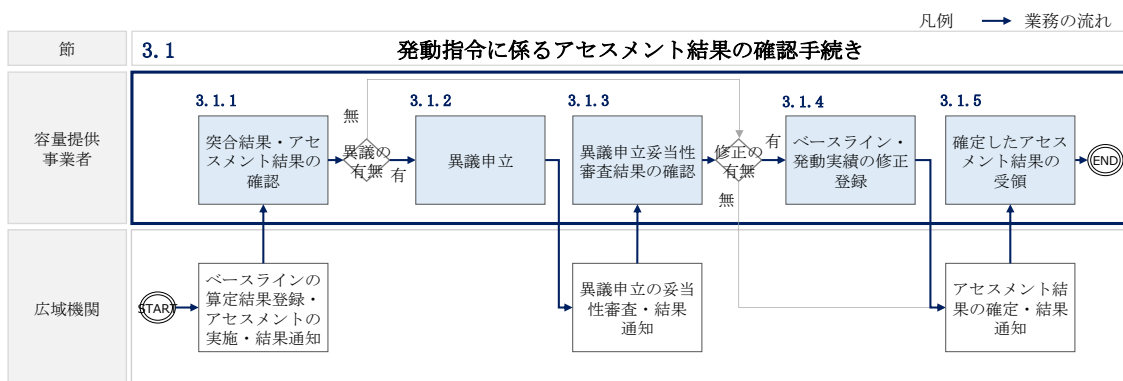 凡例 業務の流れ
節
3.1 発動指令に係るアセスメント結果の確認手続き
容量提供
事業者
3.1.1
突合結果・アセ
スメント結果の
確認
無
異議の
有無
有
3.1.2
異議申立
3.1.3
異議申立妥当性
審査結果の確認
修正の
有無
有
無
3.1.4
ベースライン・
発動実績の修正
登録
3.1.5
確定したアセス
メント結果の
受領
END
広域機関
START
ベースラインの
算定結果登録・
アセスメントの
実施・結果通知
異議申立の妥当
性審査・結果
通知
アセスメント結
果の確定・結果
通知